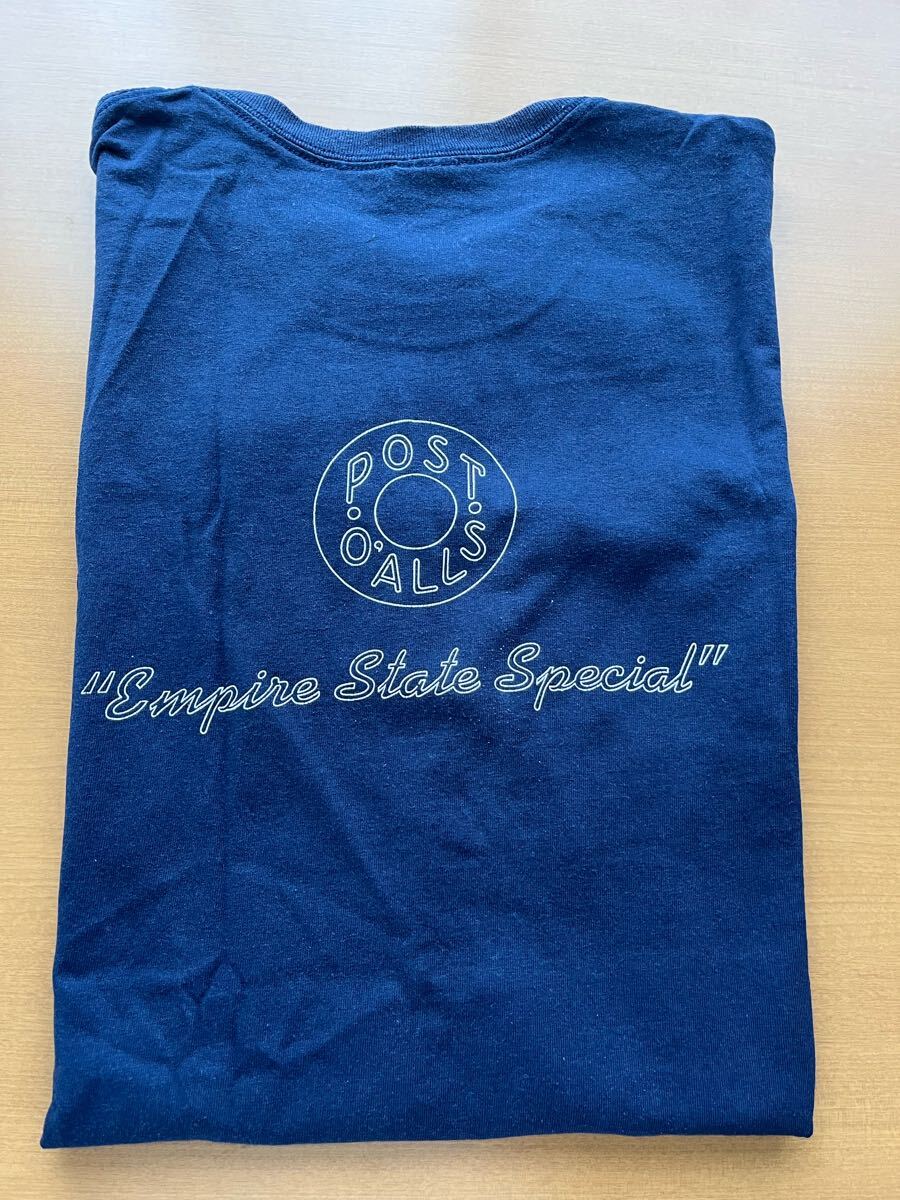 POST
O'ALLS
"Empire State Special"